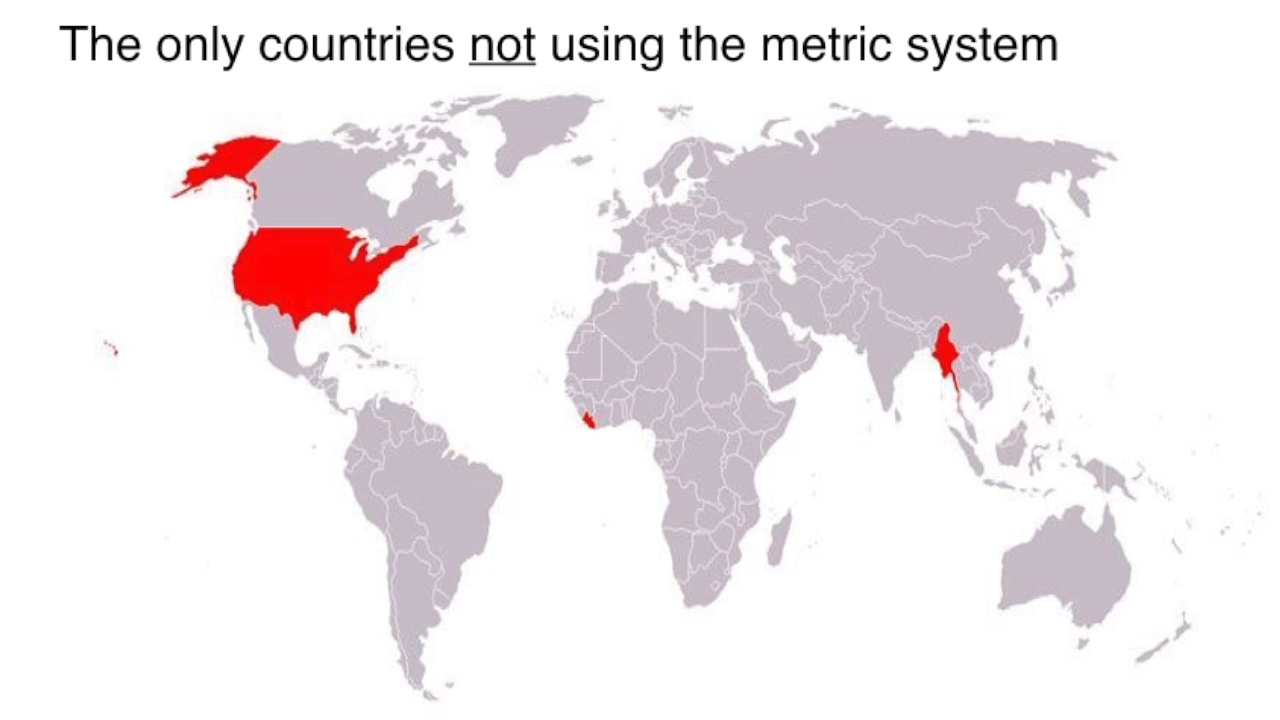 The only countries not using the metric system